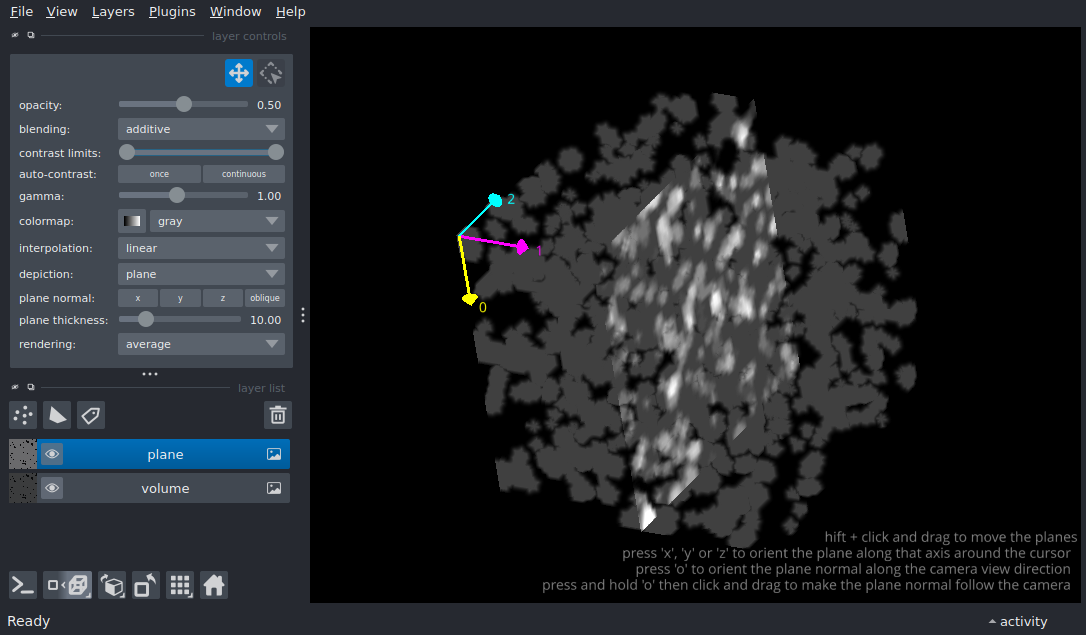 File View Layers Plugins Window Help
layer controls
opacity: 0.50
blending: additive
contrast limits:
auto-contrast: once continuous
gamma: 1.00
colormap: gray
interpolation: linear
depiction: plane
plane normal: x y z oblique
plane thickness: 10.00
rendering: average
layer list
plane
volume
2
1
0
hift + click and drag to move the planes
press 'x', 'y' or 'z' to orient the plane along that axis around the cursor
press 'o' to orient the plane normal along the camera view direction
press and hold 'o' then click and drag to make the plane normal follow the camera
Ready activity